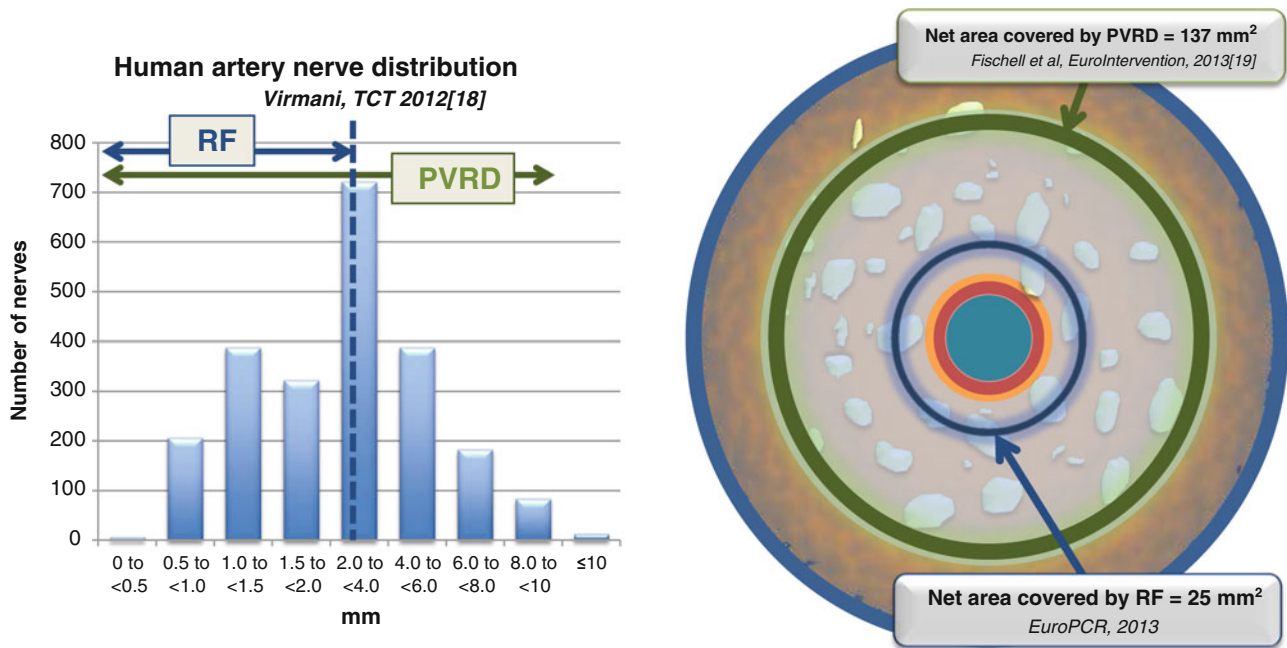 Human artery nerve distribution
Virmani, TCT 2012[18]
RF
PVRD
Number of nerves
800
700
600
500
400
300
200
100
0
0 to <0.5
0.5 to <1.0
1.0 to <1.5
1.5 to <2.0
2.0 to <4.0
4.0 to <6.0
6.0 to <8.0
8.0 to <10
≤10
mm
Net area covered by PVRD = 137 mm²
Fischell et al, EuroIntervention, 2013[19]
Net area covered by RF = 25 mm²
EuroPCR, 2013